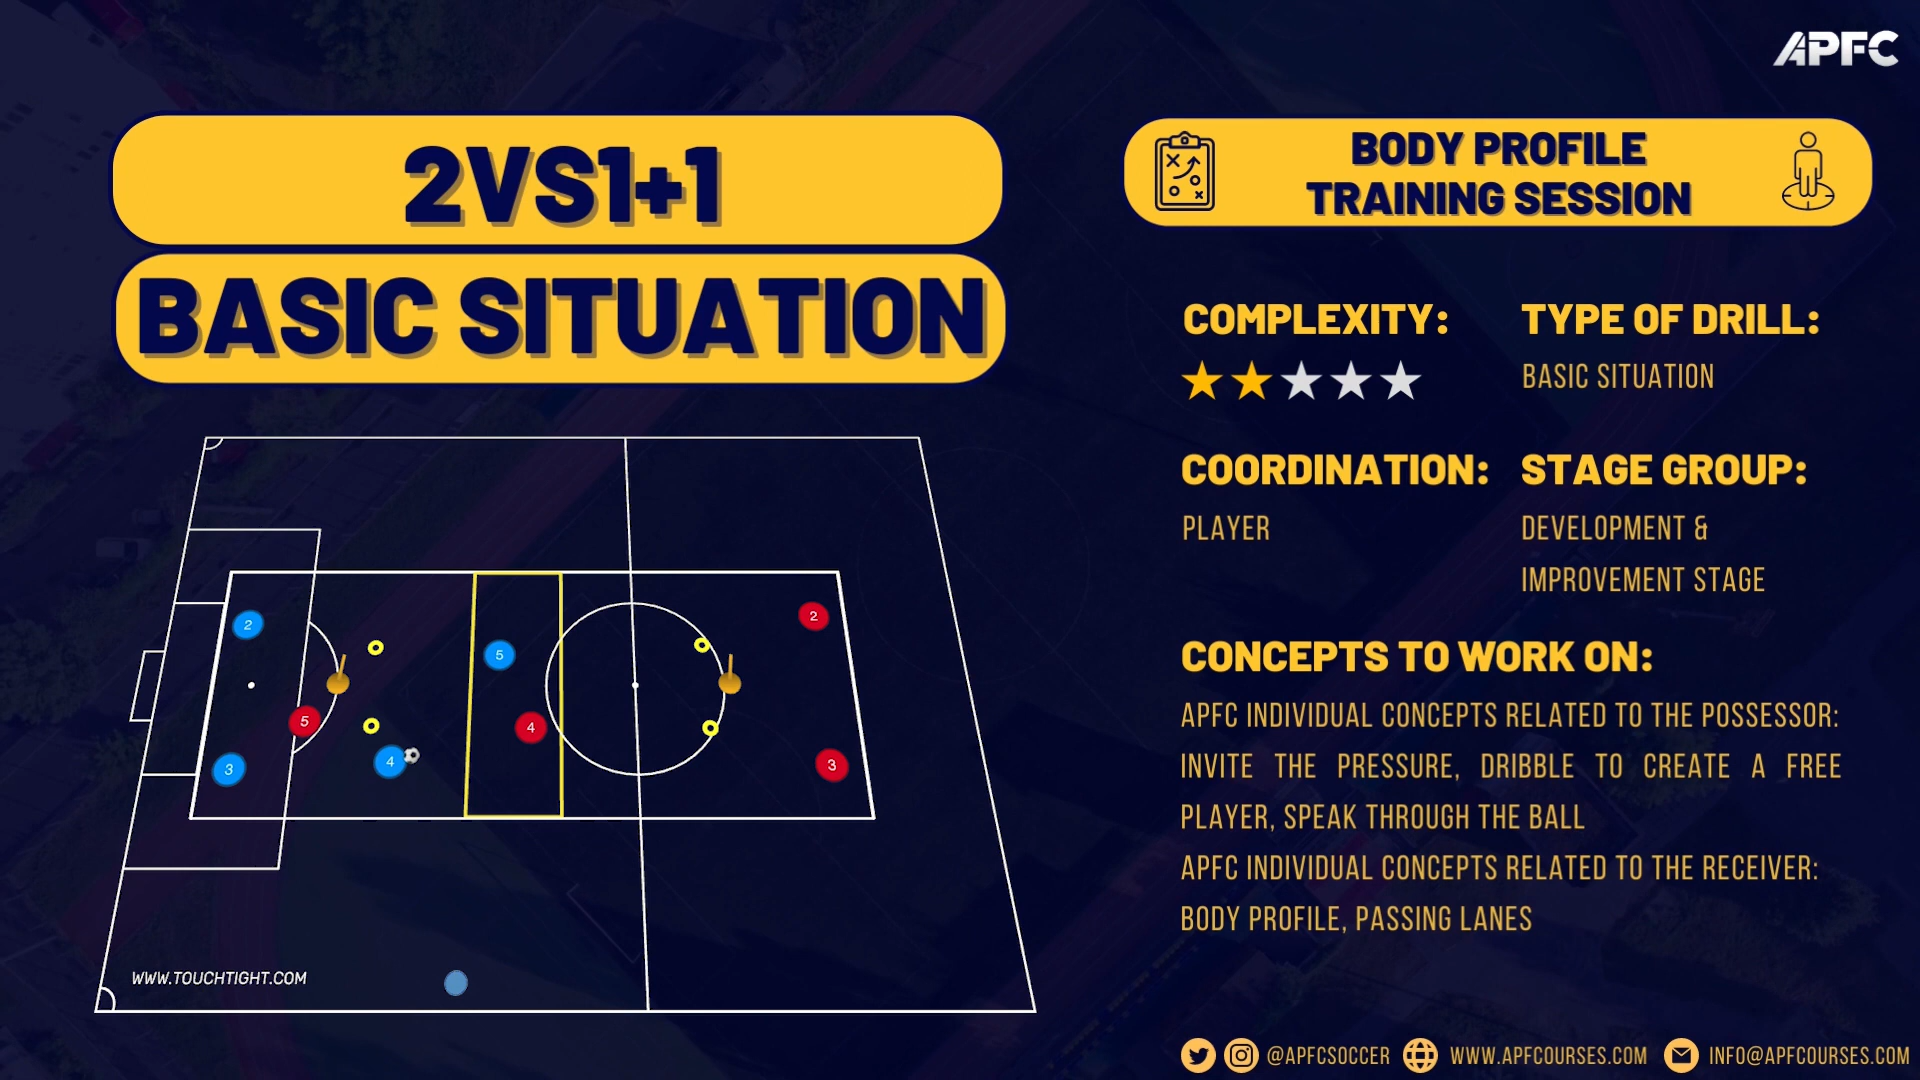 APFC
2VS1+1
BASIC SITUATION
BODY PROFILE
TRAINING SESSION
COMPLEXITY:
TYPE OF DRILL:
BASIC SITUATION
COORDINATION:
STAGE GROUP:
PLAYER
DEVELOPMENT &
IMPROVEMENT STAGE
CONCEPTS TO WORK ON:
APFC INDIVIDUAL CONCEPTS RELATED TO THE POSSESSOR:
INVITE THE PRESSURE, DRIBBLE TO CREATE A FREE
PLAYER, SPEAK THROUGH THE BALL
APFC INDIVIDUAL CONCEPTS RELATED TO THE RECEIVER:
BODY PROFILE, PASSING LANES
2
5
2
5
4
3
4
3
WWW.TOUCHTIGHT.COM
@APFCSOCCER
WWW.APFCOURSES.COM
INFO@APFCOURSES.COM